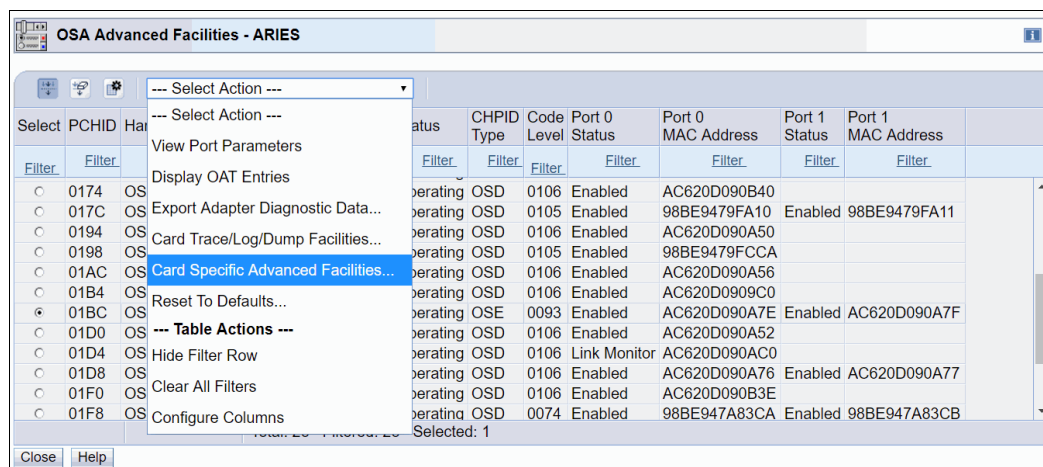 OSA Advanced Facilities - ARIES
--- Select Action ---
Select PCHID Har atus CHPID Type Code Level Port 0 Status Port 0 MAC Address Port 1 Status Port 1 MAC Address
Filter Filter Filter Filter Filter Filter Filter Filter Filter
--- Select Action ---
View Port Parameters
Display OAT Entries
Export Adapter Diagnostic Data...
Card Trace/Log/Dump Facilities...
Card Specific Advanced Facilities...
Reset To Defaults...
--- Table Actions ---
Hide Filter Row
Clear All Filters
Configure Columns
0174 OS perating OSD 0106 Enabled AC620D090B40
017C OS perating OSD 0105 Enabled 98BE9479FA10 Enabled 98BE9479FA11
0194 OS perating OSD 0106 Enabled AC620D090A50
0198 OS perating OSD 0105 Enabled 98BE9479FCCA
01AC OS perating OSD 0106 Enabled AC620D090A56
01B4 OS perating OSD 0106 Enabled AC620D0909C0
01BC OS perating OSE 0093 Enabled AC620D090A7E Enabled AC620D090A7F
01D0 OS perating OSD 0106 Enabled AC620D090A52
01D4 OS perating OSD 0106 Link Monitor AC620D090AC0
01D8 OS perating OSD 0106 Enabled AC620D090A76 Enabled AC620D090A77
01F0 OS perating OSD 0106 Enabled AC620D090B3E
01F8 OS perating OSD 0074 Enabled 98BE947A83CA Enabled 98BE947A83CB
Selected: 1
Close Help